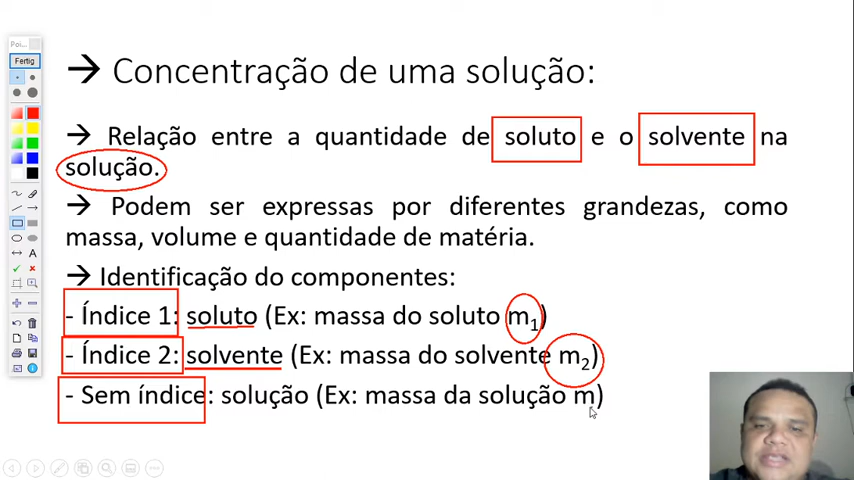 Poi...
Fertig
→ Concentração de uma solução:
→ Relação entre a quantidade de soluto e o solvente na
solução.
→ Podem ser expressas por diferentes grandezas, como
massa, volume e quantidade de matéria.
→ Identificação do componentes:
- Índice 1: soluto (Ex: massa do soluto m₁)
- Índice 2: solvente (Ex: massa do solvente m₂)
- Sem índice: solução (Ex: massa da solução m)